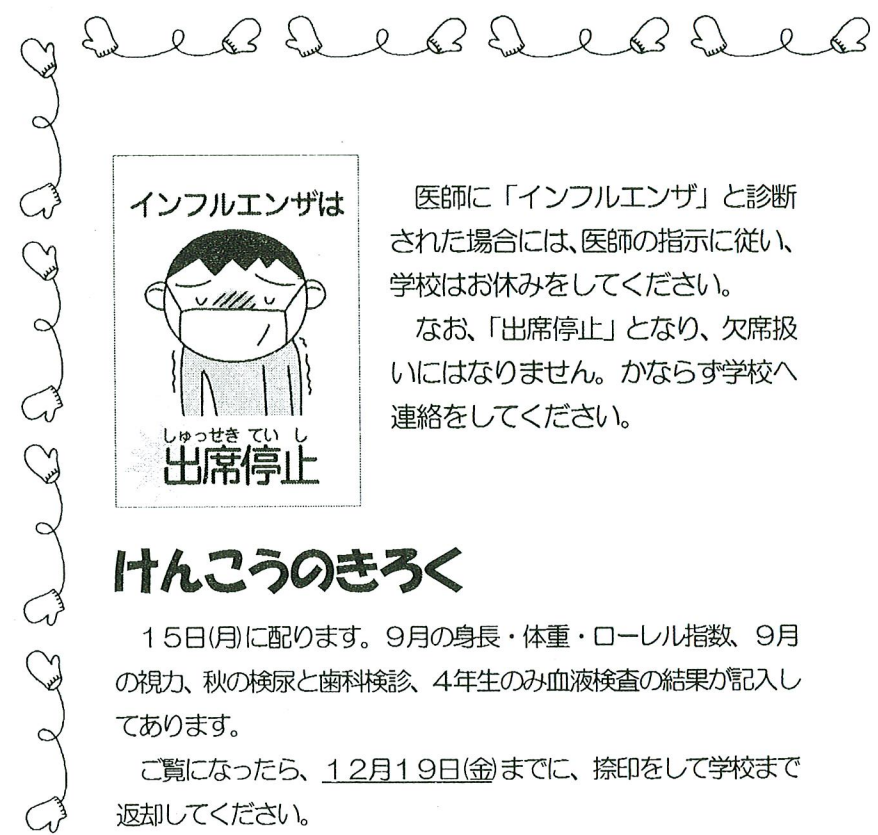 インフルエンザは
しゅっせき てい し
出席停止
医師に「インフルエンザ」と診断
された場合には、医師の指示に従い、
学校はお休みをしてください。
なお、「出席停止」となり、欠席扱
いにはなりません。かならず学校へ
連絡をしてください。
けんこうのきろく
１５日(月)に配ります。９月の身長・体重・ローレル指数、９月
の視力、秋の検尿と歯科検診、４年生のみ血液検査の結果が記入し
てあります。
ご覧になったら、１２月１９日(金)までに、捺印をして学校まで
返却してください。